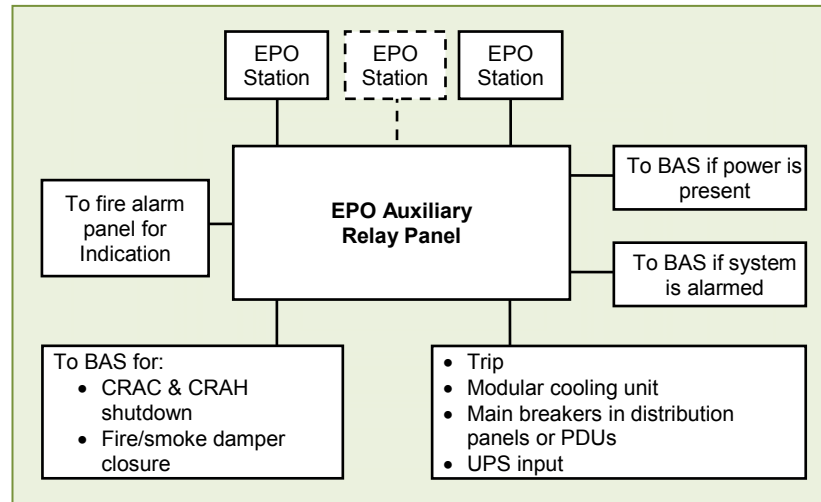 EPO
Station
EPO
Station
EPO
Station
To fire alarm
panel for
Indication
EPO Auxiliary
Relay Panel
To BAS if power is
present
To BAS if system
is alarmed
To BAS for:
• CRAC & CRAH
shutdown
• Fire/smoke damper
closure
• Trip
• Modular cooling unit
• Main breakers in distribution
panels or PDUs
• UPS input